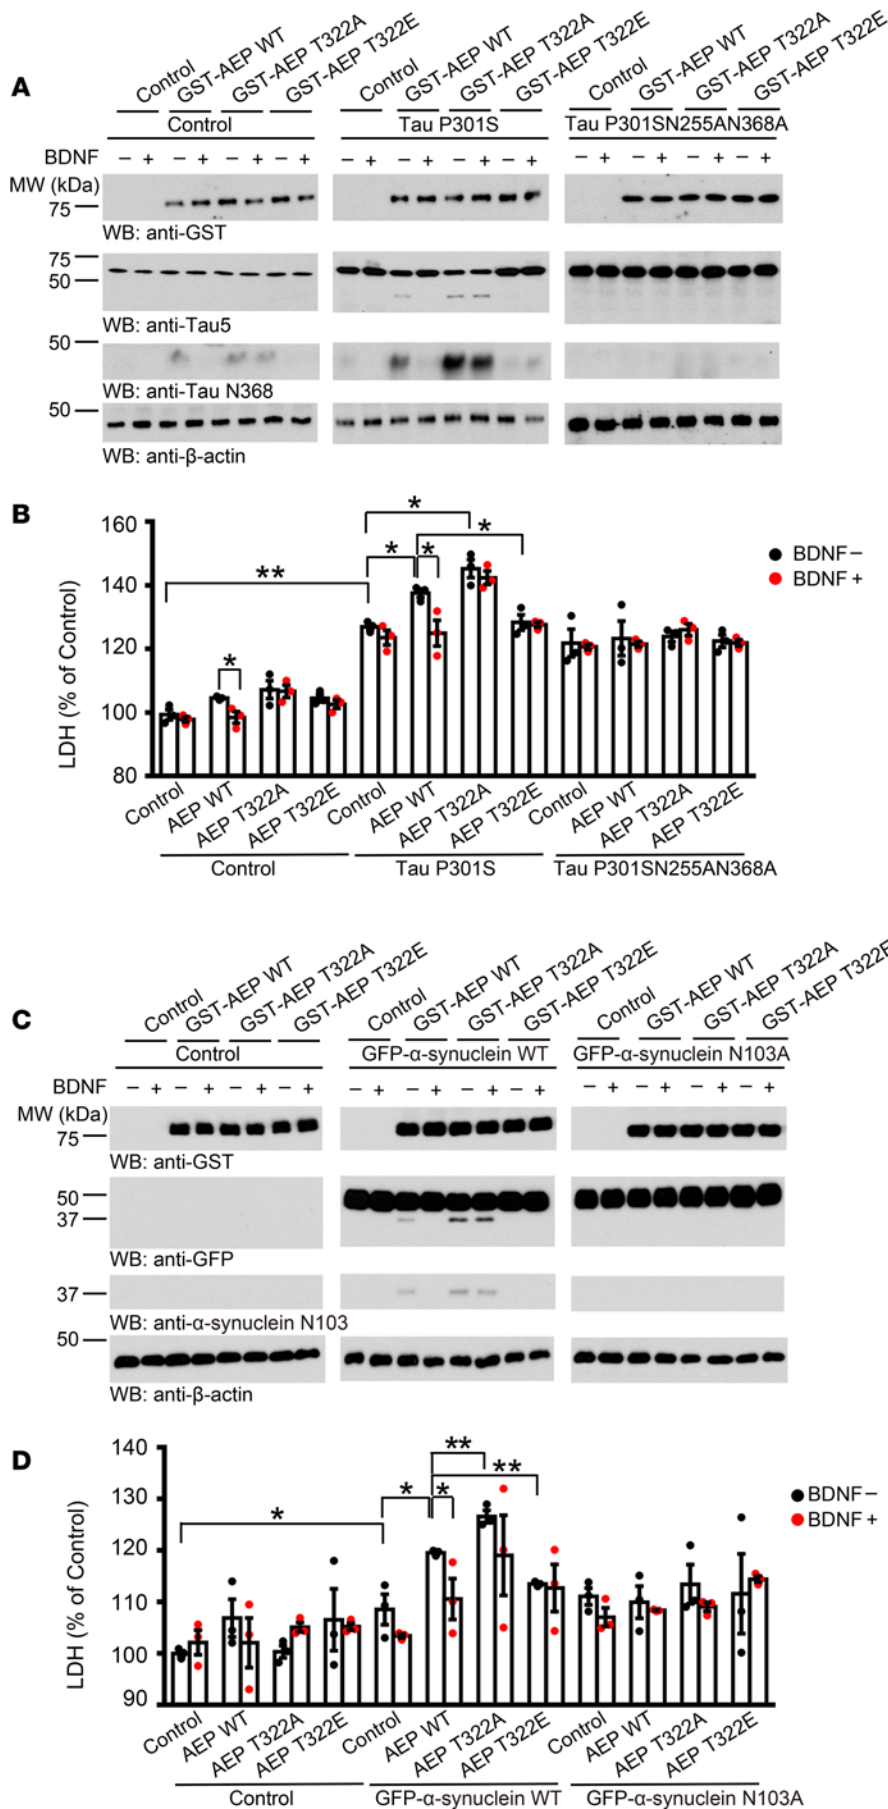 A
Control GST-AEP WT GST-AEP T322A GST-AEP T322E Control GST-AEP WT GST-AEP T322A GST-AEP T322E Control GST-AEP WT GST-AEP T322A GST-AEP T322E
Control Tau P301S Tau P301SN255AN368A
BDNF − + − + − + − + − + − + − + − + − + − + − + − +
MW (kDa)
75
WB: anti-GST
75
50
WB: anti-Tau5
50
WB: anti-Tau N368
50
WB: anti-β-actin
B
160
140
120
100
80
LDH (% of Control)
** * * * * *
BDNF −
BDNF +
Control AEP WT AEP T322A AEP T322E Control AEP WT AEP T322A AEP T322E Control AEP WT AEP T322A AEP T322E
Control Tau P301S Tau P301SN255AN368A
C
Control GST-AEP WT GST-AEP T322A GST-AEP T322E Control GST-AEP WT GST-AEP T322A GST-AEP T322E Control GST-AEP WT GST-AEP T322A GST-AEP T322E
Control GFP-α-synuclein WT GFP-α-synuclein N103A
BDNF − + − + − + − + − + − + − + − + − + − + − + − +
MW (kDa)
75
WB: anti-GST
50
37
WB: anti-GFP
37
WB: anti-α-synuclein N103
50
WB: anti-β-actin
D
140
130
120
110
100
90
LDH (% of Control)
* * ** * **
BDNF −
BDNF +
Control AEP WT AEP T322A AEP T322E Control AEP WT AEP T322A AEP T322E Control AEP WT AEP T322A AEP T322E
Control GFP-α-synuclein WT GFP-α-synuclein N103A